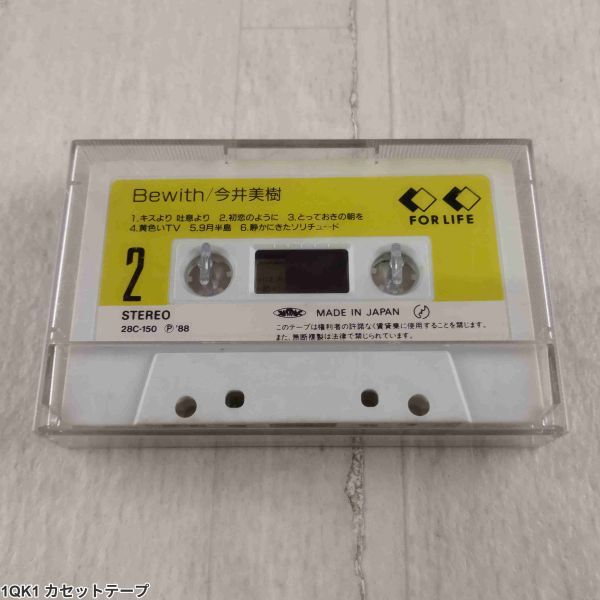 Bewith/今井美樹
1.キスより 吐息より 2.初恋のように 3.とっておきの朝を
4.黄色いTV 5.9月半島 6.静かにきたソリチュード
FOR LIFE
2
STEREO
28C-150 Ⓟ'88
MADE IN JAPAN
このテープは権利者の許諾なく賃貸業に使用することを禁じます。
また、無断複製は法律で禁じられています。
1QK1 カセットテープ